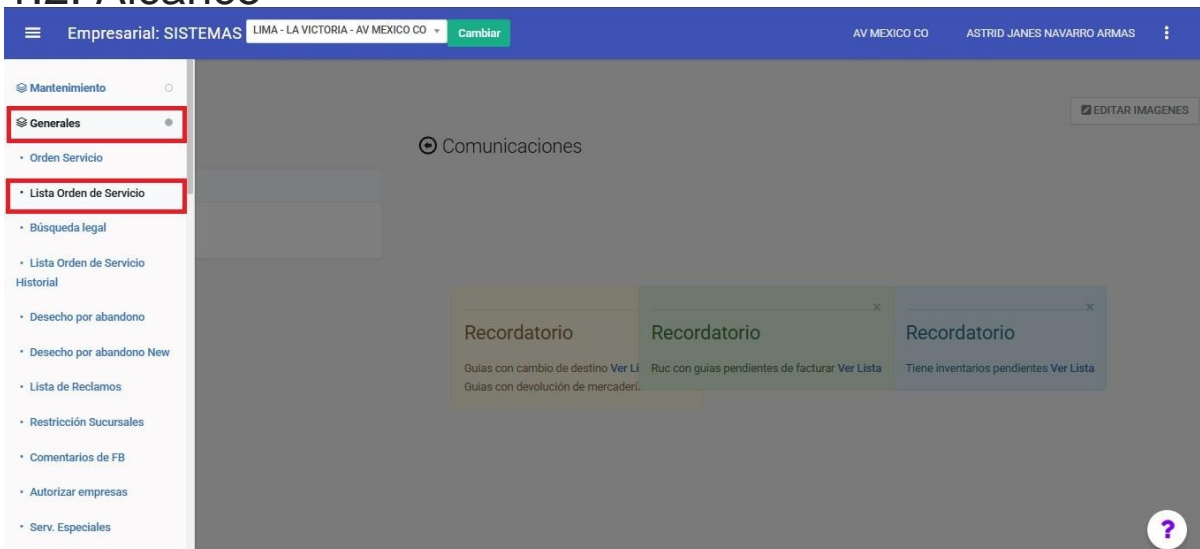 1.2. Alcance
Empresarial: SISTEMAS
LIMA - LA VICTORIA - AV MEXICO CO
Cambiar
AV MEXICO CO
ASTRID JANES NAVARRO ARMAS
Mantenimiento
Generales
Orden Servicio
Lista Orden de Servicio
Búsqueda legal
Lista Orden de Servicio
Historial
Desecho por abandono
Desecho por abandono New
Lista de Reclamos
Restricción Sucursales
Comentarios de FB
Autorizar empresas
Serv. Especiales
EDITAR IMAGENES
Comunicaciones
Recordatorio
Guias con cambio de destino Ver Li
Guias con devolución de mercaderí
×
Recordatorio
Ruc con guias pendientes de facturar Ver Lista
×
Recordatorio
Tiene inventarios pendientes Ver Lista
?